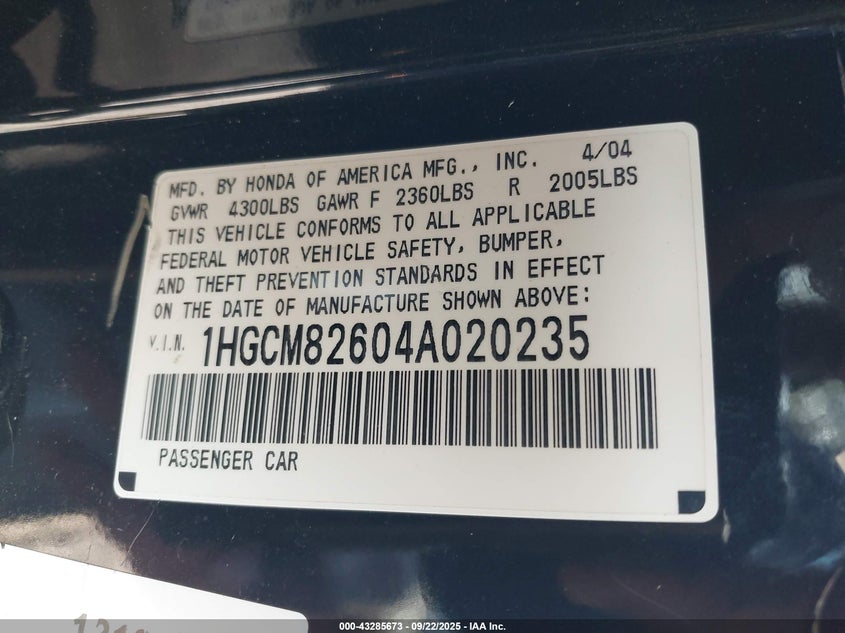 MFD. BY HONDA OF AMERICA MFG., INC. 4/04
GVWR 4300LBS GAWR F 2360LBS R 2005LBS
THIS VEHICLE CONFORMS TO ALL APPLICABLE
FEDERAL MOTOR VEHICLE SAFETY, BUMPER,
AND THEFT PREVENTION STANDARDS IN EFFECT
ON THE DATE OF MANUFACTURE SHOWN ABOVE:
V.I.N. 1HGCM82604A020235
PASSENGER CAR
000-43285673 - 09/22/2025 - IAA Inc.